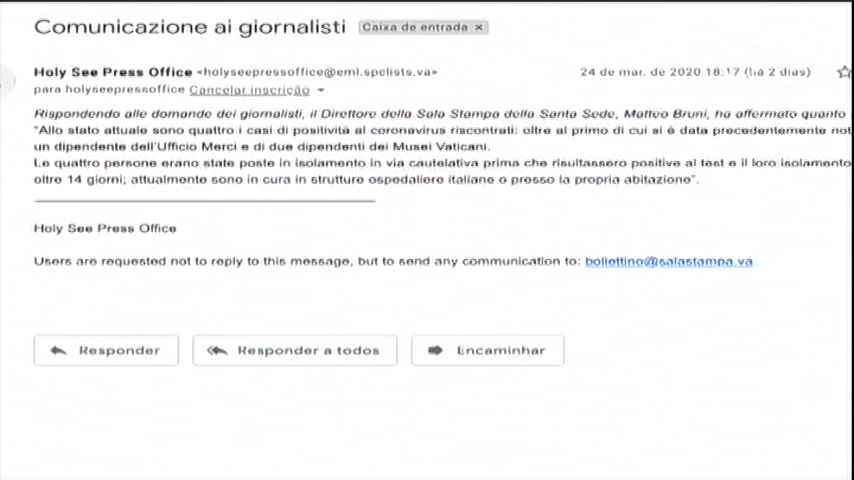 Comunicazione ai giornalisti Caixa de entrada ×
Holy See Press Office <holyseepressoffice@eml.spclists.va> 24 de mar. de 2020 18:17 (há 2 dias)
para holyseepressoffice Cancelar inscrição
Rispondendo alle domande dei giornalisti, il Direttore della Sala Stampa della Santa Sede, Matteo Bruni, ha affermato quanto
"Allo stato attuale sono quattro i casi di positività al coronavirus riscontrati: oltre al primo di cui si è data precedentemente not
un dipendente dell'Ufficio Merci e di due dipendenti dei Musei Vaticani.
Le quattro persone erano state poste in isolamento in via cautelativa prima che risultassero positive al test e il loro isolamento
oltre 14 giorni; attualmente sono in cura in strutture ospedaliere italiane o presso la propria abitazione".
Holy See Press Office
Users are requested not to reply to this message, but to send any communication to: bollettino@salastampa.va
Responder Responder a todos Encaminhar